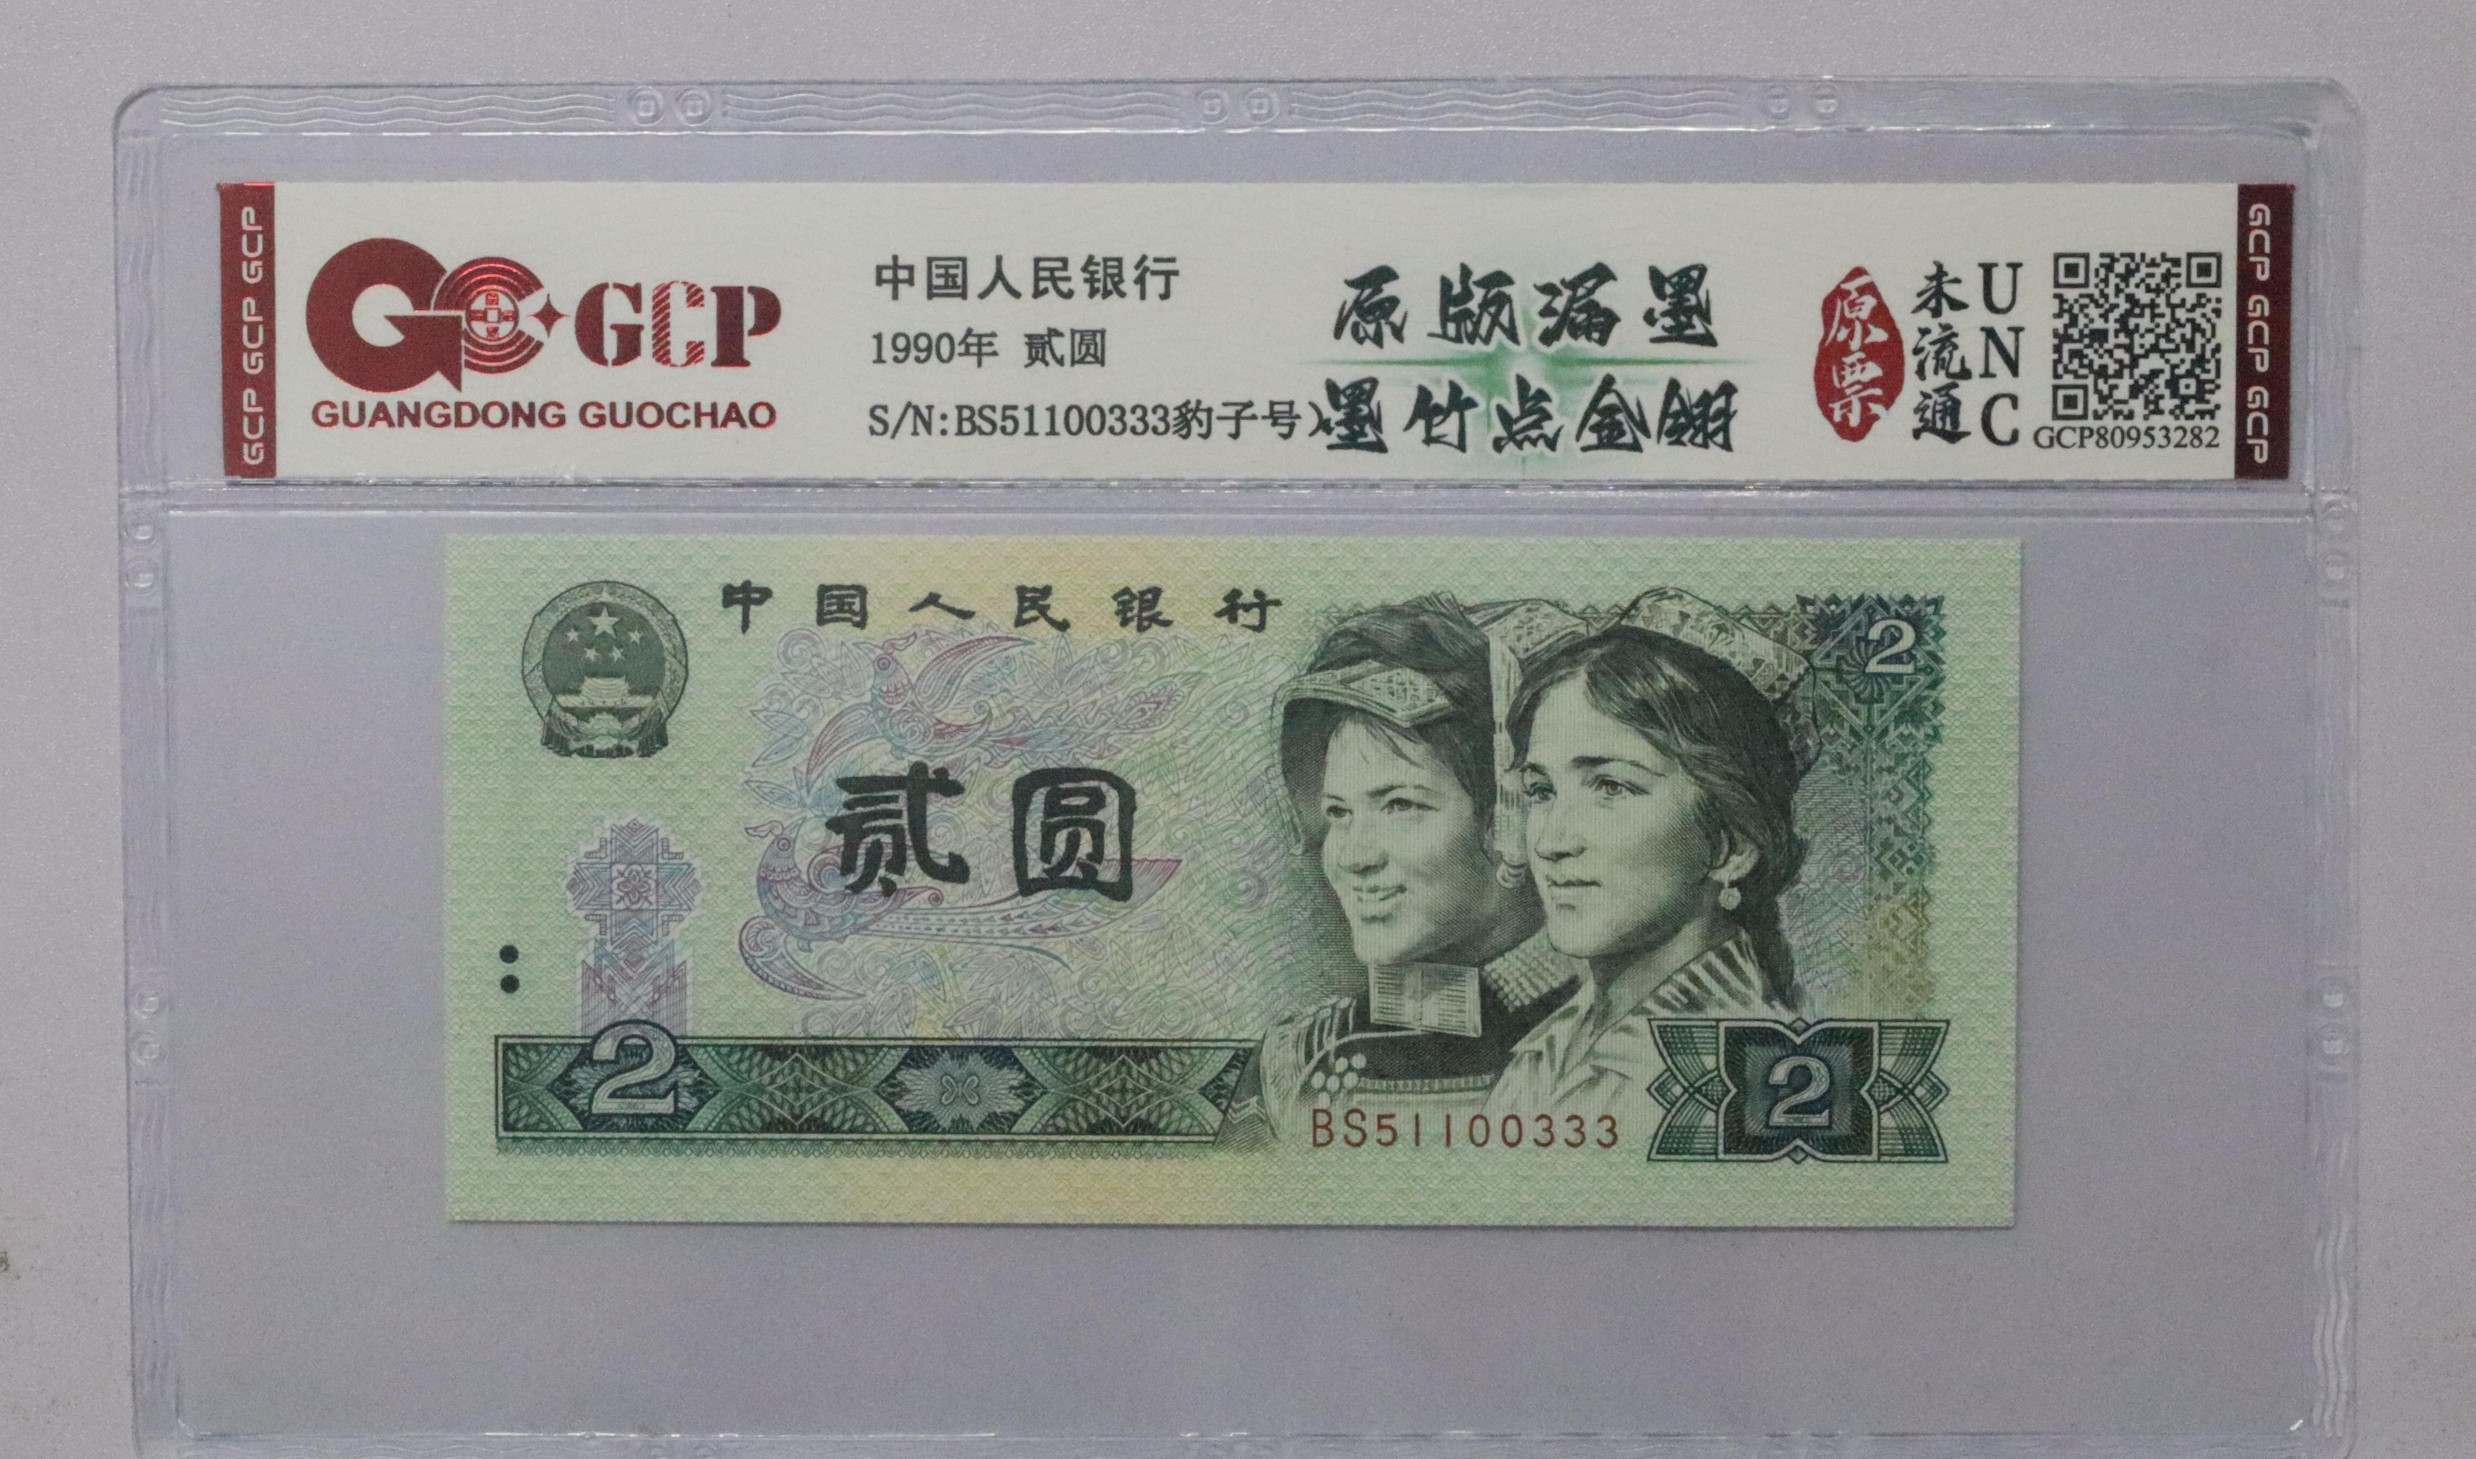 GCP GCP GCP
GCP
GUANGDONG GUOCHAO
中国人民银行
1990年 贰圆
S/N:BS51100333豹子号)
原版漏墨
墨竹点金翎
原票
未流通
UNC
GCP80953282
GCP GCP GCP
中国人民银行
2
贰圆
2
BS51100333
2